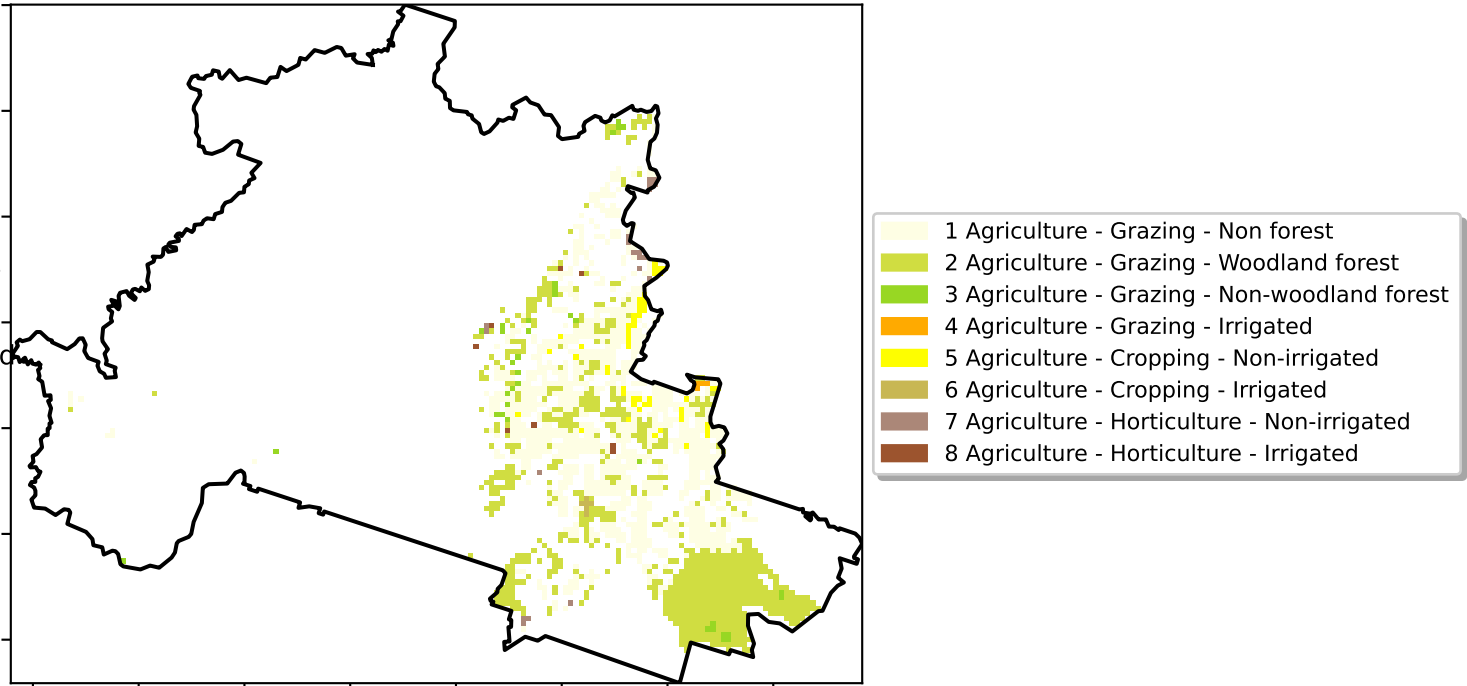 1 Agriculture - Grazing - Non forest
2 Agriculture - Grazing - Woodland forest
3 Agriculture - Grazing - Non-woodland forest
4 Agriculture - Grazing - Irrigated
5 Agriculture - Cropping - Non-irrigated
6 Agriculture - Cropping - Irrigated
7 Agriculture - Horticulture - Non-irrigated
8 Agriculture - Horticulture - Irrigated